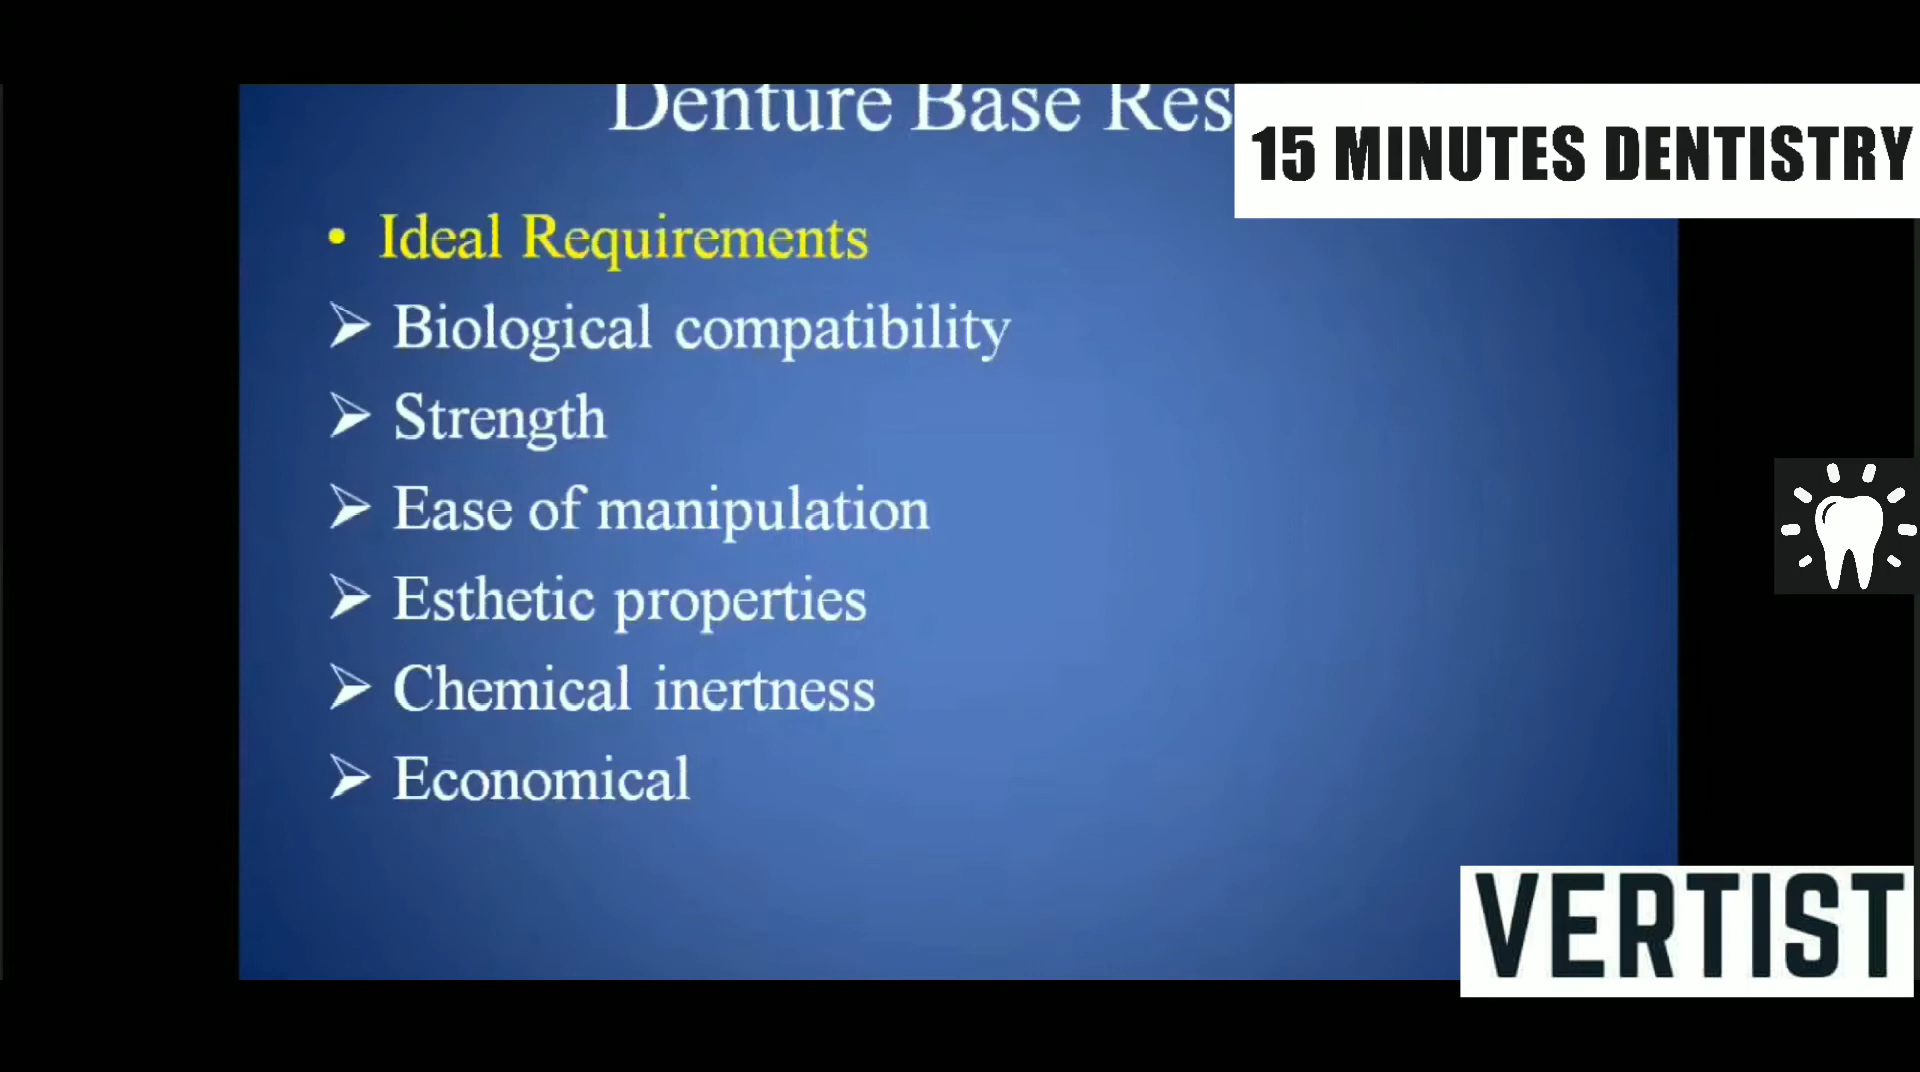 Denture Base Res
15 MINUTES DENTISTRY
• Ideal Requirements
➢ Biological compatibility
➢ Strength
➢ Ease of manipulation
➢ Esthetic properties
➢ Chemical inertness
➢ Economical
VERTIST